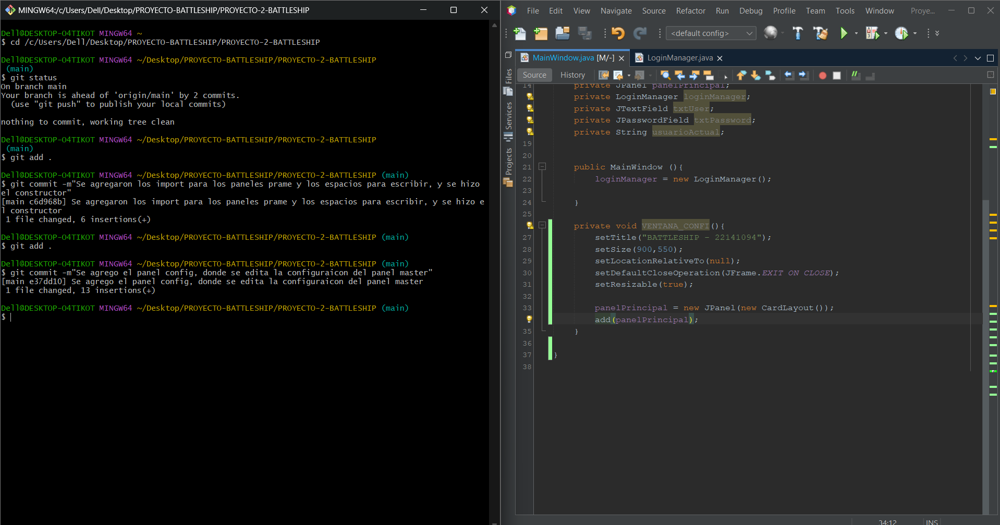 MINGW64:/c/Users/Dell/Desktop/PROYECTO-BATTLESHIP/PROYECTO-2-BATTLESHIP
Dell@DESKTOP-O4TIKOT MINGW64 ~
$ cd /c/Users/Dell/Desktop/PROYECTO-BATTLESHIP/PROYECTO-2-BATTLESHIP
Dell@DESKTOP-O4TIKOT MINGW64 ~/Desktop/PROYECTO-BATTLESHIP/PROYECTO-2-BATTLESHIP
(main)
$ git status
On branch main
Your branch is ahead of 'origin/main' by 2 commits.
(use "git push" to publish your local commits)
nothing to commit, working tree clean
Dell@DESKTOP-O4TIKOT MINGW64 ~/Desktop/PROYECTO-BATTLESHIP/PROYECTO-2-BATTLESHIP
(main)
$ git add .
Dell@DESKTOP-O4TIKOT MINGW64 ~/Desktop/PROYECTO-BATTLESHIP/PROYECTO-2-BATTLESHIP (main)
$ git commit -m"Se agregaron los import para los paneles prame y los espacios para escribir, y se hizo
el constructor"
[main c6d968b] Se agregaron los import para los paneles prame y los espacios para escribir, y se hizo e
l constructor
1 file changed, 6 insertions(+)
Dell@DESKTOP-O4TIKOT MINGW64 ~/Desktop/PROYECTO-BATTLESHIP/PROYECTO-2-BATTLESHIP (main)
$ git add .
Dell@DESKTOP-O4TIKOT MINGW64 ~/Desktop/PROYECTO-BATTLESHIP/PROYECTO-2-BATTLESHIP (main)
$ git commit -m"Se agrego el panel config, donde se edita la configuraicon del panel master"
[main e37dd10] Se agrego el panel config, donde se edita la configuraicon del panel master
1 file changed, 13 insertions(+)
Dell@DESKTOP-O4TIKOT MINGW64 ~/Desktop/PROYECTO-BATTLESHIP/PROYECTO-2-BATTLESHIP (main)
$
File Edit View Navigate Source Refactor Run Debug Profile Team Tools Window Proye...
<default config>
MainWindow.java [M/-] LoginManager.java
Source History
Files
Services
Projects
14 private JPanel panelPrincipal;
private LoginManager loginManager;
private JTextField txtUser;
private JPasswordField txtPassword;
private String usuarioActual;
19
20
21 public MainWindow (){
22 loginManager = new LoginManager();
23
24 }
25
private void VENTANA_CONFI(){
27 setTitle("BATTLESHIP - 22141094");
28 setSize(900,550);
29 setLocationRelativeTo(null);
30 setDefaultCloseOperation(JFrame.EXIT_ON_CLOSE);
31 setResizable(true);
32
33 panelPrincipal = new JPanel(new CardLayout());
add(panelPrincipal);
35 }
36
37 }
38
34:12 INS